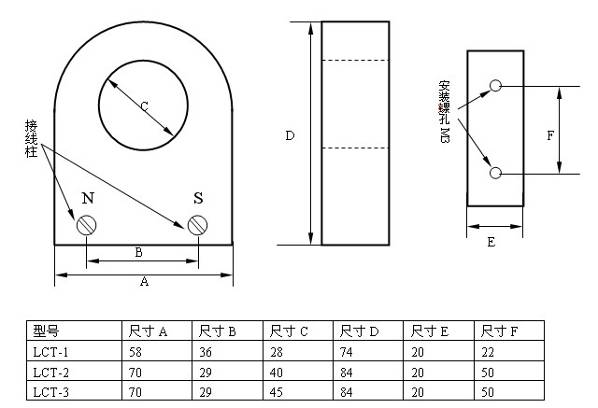 C
D
安装螺孔 M3
F
接线柱
N
S
B
A
E
型号 尺寸 A 尺寸 B 尺寸 C 尺寸 D 尺寸 E 尺寸 F
LCT-1 58 36 28 74 20 22
LCT-2 70 29 40 84 20 50
LCT-3 70 29 45 84 20 50